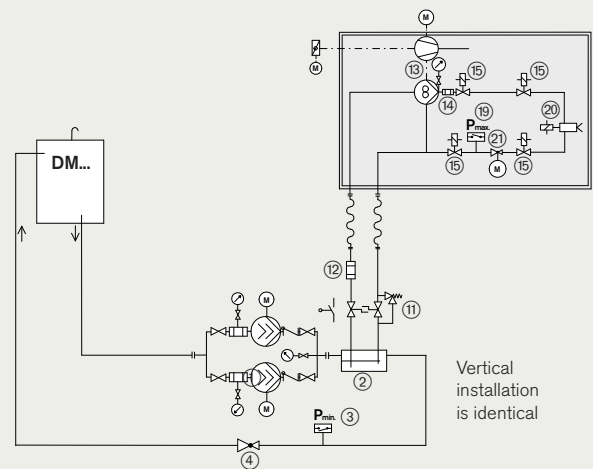 M
M
13
15
15
14
19
20
Pmax.
21
15
15
M
DM...
12
11
M
2
M
Vertical
installation
is identical
Pmin.
3
4